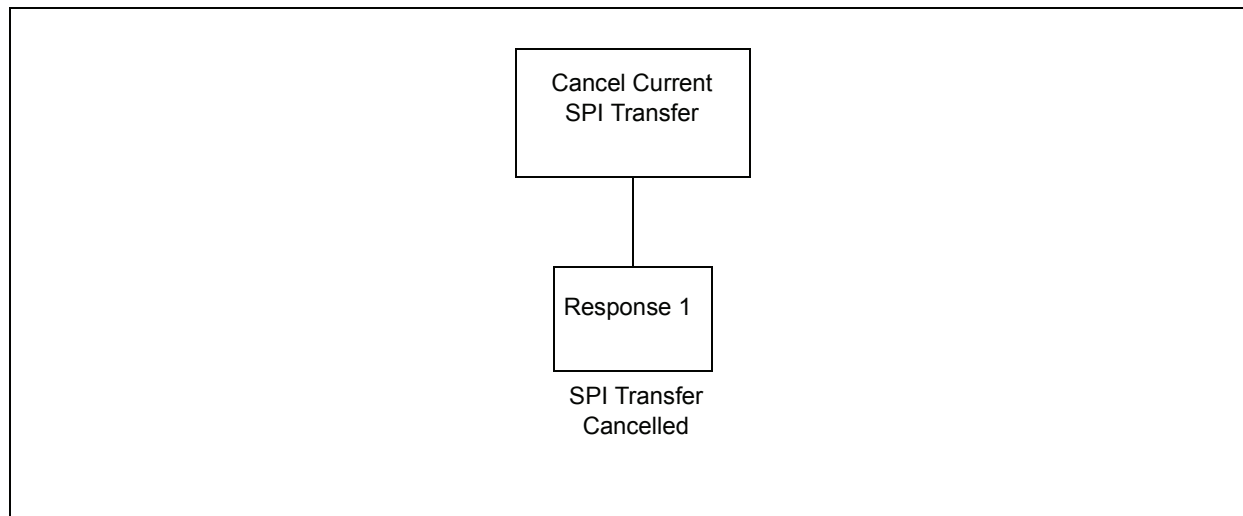 Cancel Current
SPI Transfer
Response 1
SPI Transfer
Cancelled